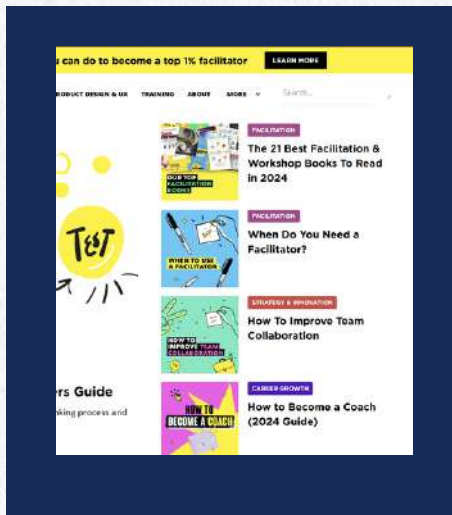 u can do to become a top 1% facilitator
LEARN MORE
RODUCT DESIGN & UX TRAINING ABOUT MORE
Search...
FACILITATION
The 21 Best Facilitation &
Workshop Books To Read
in 2024
OUR TOP
FACILITATION
BOOKS
TEST
FACILITATION
When Do You Need a
Facilitator?
WHEN TO USE
A FACILITATOR
STRATEGY & INNOVATION
How To Improve Team
Collaboration
HOW TO
IMPROVE TEAM
COLLABORATION
ers Guide
nking process and
CAREER GROWTH
How to Become a Coach
(2024 Guide)
HOW TO
BECOME A COACH